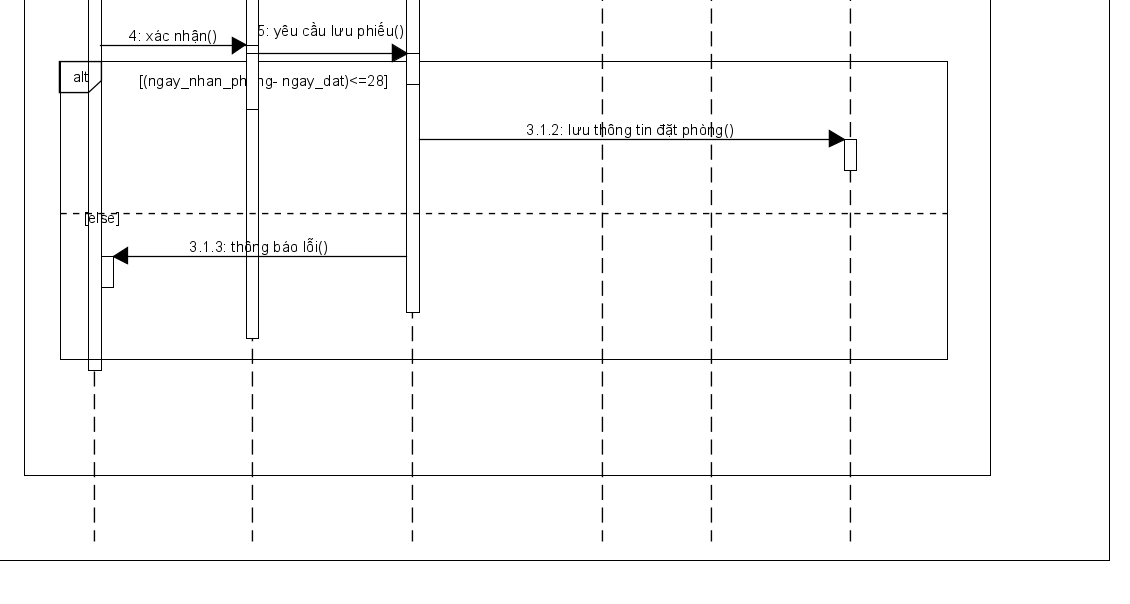 4: xác nhận()
5: yêu cầu lưu phiếu()
alt
[(ngay_nhan_phong- ngay_dat)<=28]
3.1.2: lưu thông tin đặt phòng()
[else]
3.1.3: thông báo lỗi()